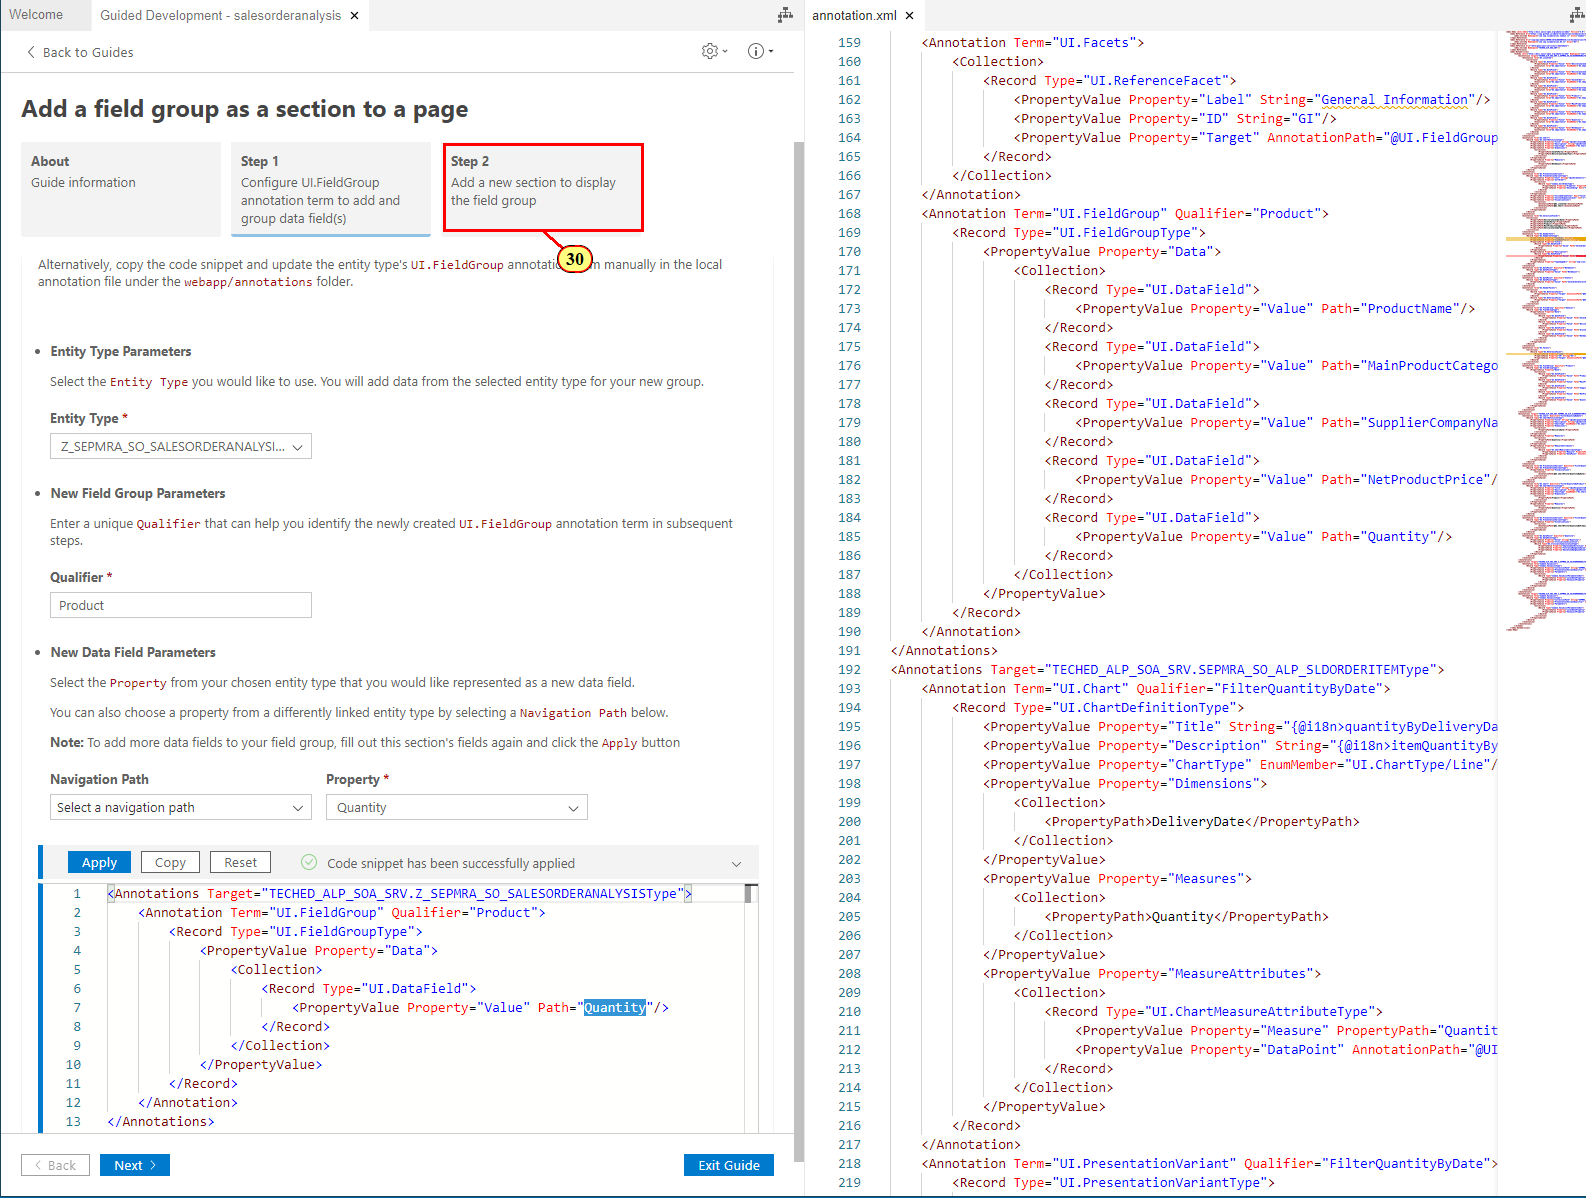 Welcome
Guided Development - salesorderanalysis ×
Back to Guides
Add a field group as a section to a page
About
Guide information
Step 1
Configure UI.FieldGroup
annotation term to add and
group data field(s)
Step 2
Add a new section to display
the field group
30
Alternatively, copy the code snippet and update the entity type's UI.FieldGroup annotation manually in the local
annotation file under the webapp/annotations folder.
• Entity Type Parameters
Select the Entity Type you would like to use. You will add data from the selected entity type for your new group.
Entity Type *
Z_SEPMRA_SO_SALESORDERANALYSI...
• New Field Group Parameters
Enter a unique Qualifier that can help you identify the newly created UI.FieldGroup annotation term in subsequent
steps.
Qualifier *
Product
• New Data Field Parameters
Select the Property from your chosen entity type that you would like represented as a new data field.
You can also choose a property from a differently linked entity type by selecting a Navigation Path below.
Note: To add more data fields to your field group, fill out this section's fields again and click the Apply button
Navigation Path
Property *
Select a navigation path
Quantity
Apply
Copy
Reset
Code snippet has been successfully applied
1 <Annotations Target="TECHED_ALP_SOA_SRV.Z_SEPMRA_SO_SALESORDERANALYSISType">
2 <Annotation Term="UI.FieldGroup" Qualifier="Product">
3 <Record Type="UI.FieldGroupType">
4 <PropertyValue Property="Data">
5 <Collection>
6 <Record Type="UI.DataField">
7 <PropertyValue Property="Value" Path="Quantity"/>
8 </Record>
9 </Collection>
10 </PropertyValue>
11 </Record>
12 </Annotation>
13 </Annotations>
< Back
Next >
Exit Guide
annotation.xml ×
159 <Annotation Term="UI.Facets">
160 <Collection>
161 <Record Type="UI.ReferenceFacet">
162 <PropertyValue Property="Label" String="General Information"/>
163 <PropertyValue Property="ID" String="GI"/>
164 <PropertyValue Property="Target" AnnotationPath="@UI.FieldGroup
165 </Record>
166 </Collection>
167 </Annotation>
168 <Annotation Term="UI.FieldGroup" Qualifier="Product">
169 <Record Type="UI.FieldGroupType">
170 <PropertyValue Property="Data">
171 <Collection>
172 <Record Type="UI.DataField">
173 <PropertyValue Property="Value" Path="ProductName"/>
174 </Record>
175 <Record Type="UI.DataField">
176 <PropertyValue Property="Value" Path="MainProductCatego
177 </Record>
178 <Record Type="UI.DataField">
179 <PropertyValue Property="Value" Path="SupplierCompanyNa
180 </Record>
181 <Record Type="UI.DataField">
182 <PropertyValue Property="Value" Path="NetProductPrice"/
183 </Record>
184 <Record Type="UI.DataField">
185 <PropertyValue Property="Value" Path="Quantity"/>
186 </Record>
187 </Collection>
188 </PropertyValue>
189 </Record>
190 </Annotation>
191 </Annotations>
192 <Annotations Target="TECHED_ALP_SOA_SRV.SEPMRA_SO_ALP_SLDORDERITEMType">
193 <Annotation Term="UI.Chart" Qualifier="FilterQuantityByDate">
194 <Record Type="UI.ChartDefinitionType">
195 <PropertyValue Property="Title" String="{@i18n>quantityByDeliveryDa
196 <PropertyValue Property="Description" String="{@i18n>itemQuantityBy
197 <PropertyValue Property="ChartType" EnumMember="UI.ChartType/Line"/
198 <PropertyValue Property="Dimensions">
199 <Collection>
200 <PropertyPath>DeliveryDate</PropertyPath>
201 </Collection>
202 </PropertyValue>
203 <PropertyValue Property="Measures">
204 <Collection>
205 <PropertyPath>Quantity</PropertyPath>
206 </Collection>
207 </PropertyValue>
208 <PropertyValue Property="MeasureAttributes">
209 <Collection>
210 <Record Type="UI.ChartMeasureAttributeType">
211 <PropertyValue Property="Measure" PropertyPath="Quantit
212 <PropertyValue Property="DataPoint" AnnotationPath="@UI
213 </Record>
214 </Collection>
215 </PropertyValue>
216 </Record>
217 </Annotation>
218 <Annotation Term="UI.PresentationVariant" Qualifier="FilterQuantityByDate">
219 <Record Type="UI.PresentationVariantType">